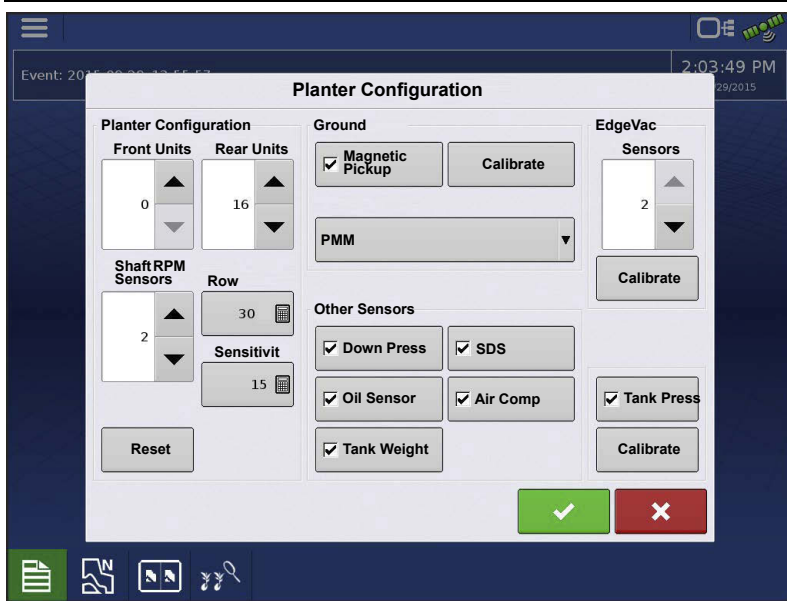 2:03:49 PM
Event: 20
29/2015
Planter Configuration
Planter Configuration
Front Units Rear Units
0 16
Shaft RPM
Sensors
2
Row
30
Sensitivit
15
Reset
Ground
Magnetic
Pickup
Calibrate
PMM
Other Sensors
Down Press SDS
Oil Sensor Air Comp
Tank Weight
EdgeVac
Sensors
2
Calibrate
Tank Press
Calibrate
N